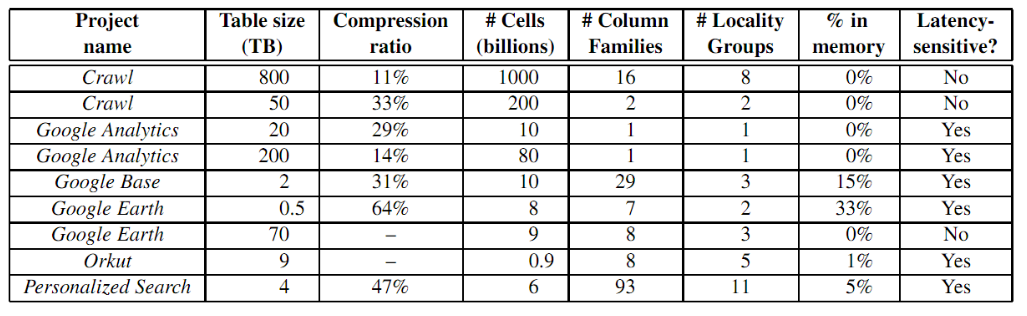 Project Table size Compression # Cells # Column # Locality % in Latency-
name (TB) ratio (billions) Families Groups memory sensitive?
Crawl 800 11% 1000 16 8 0% No
Crawl 50 33% 200 2 2 0% No
Google Analytics 20 29% 10 1 1 0% Yes
Google Analytics 200 14% 80 1 1 0% Yes
Google Base 2 31% 10 29 3 15% Yes
Google Earth 0.5 64% 8 7 2 33% Yes
Google Earth 70 – 9 8 3 0% No
Orkut 9 – 0.9 8 5 1% Yes
Personalized Search 4 47% 6 93 11 5% Yes